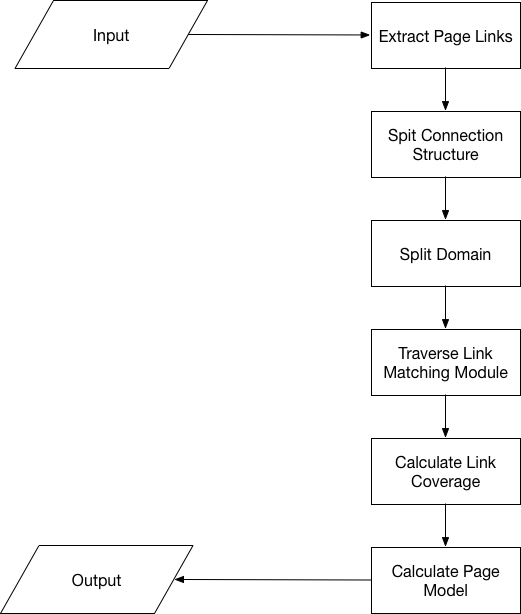 Input
Extract Page Links
Spit Connection
Structure
Split Domain
Traverse Link
Matching Module
Calculate Link
Coverage
Calculate Page
Model
Output